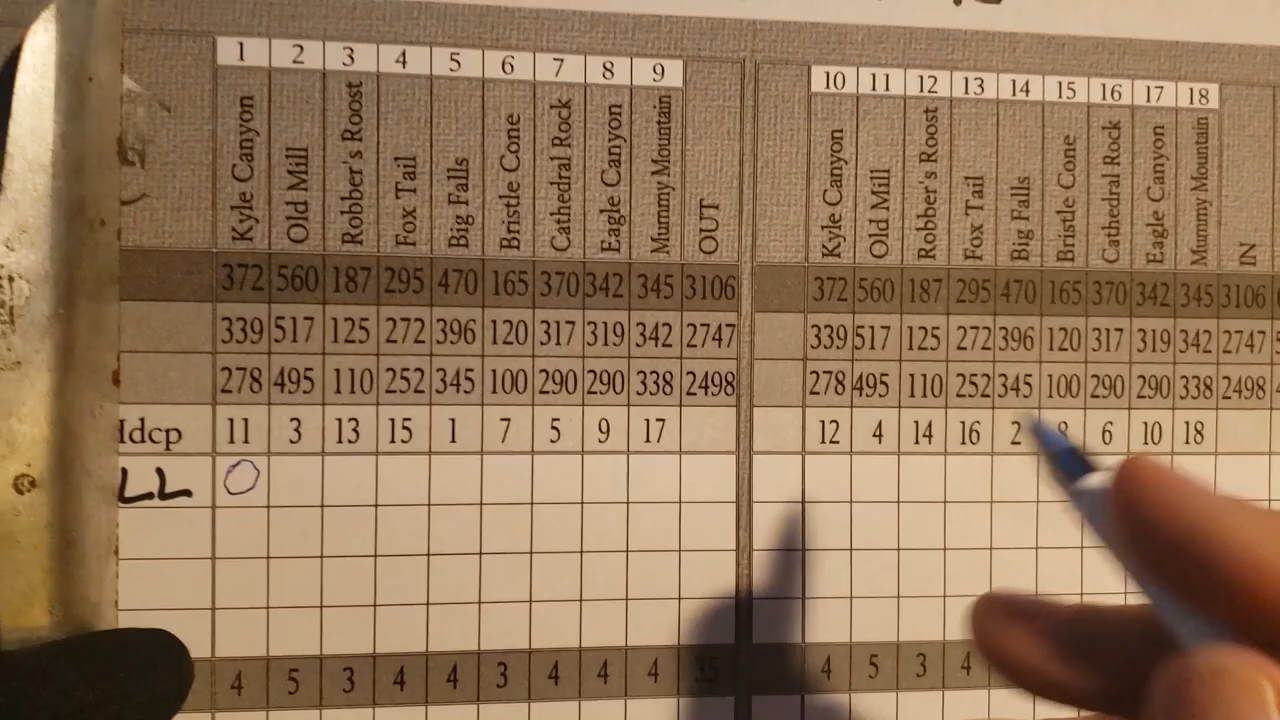 1 2 3 4 5 6 7 8 9 10 11 12 13 14 15 16 17 18
Kyle Canyon Old Mill Robber's Roost Fox Tail Big Falls Bristle Cone Cathedral Rock Eagle Canyon Mummy Mountain OUT Kyle Canyon Old Mill Robber's Roost Fox Tail Big Falls Bristle Cone Cathedral Rock Eagle Canyon Mummy Mountain IN
372 560 187 295 470 165 370 342 345 3106 372 560 187 295 470 165 370 342 345 3106
339 517 125 272 396 120 317 319 342 2747 339 517 125 272 396 120 317 319 342 2747
278 495 110 252 345 100 290 290 338 2498 278 495 110 252 345 100 290 290 338 2498
Hdcp 11 3 13 15 1 7 5 9 17 12 4 14 16 2 8 6 10 18
LL O
4 5 3 4 4 3 4 4 4 35 4 5 3 4